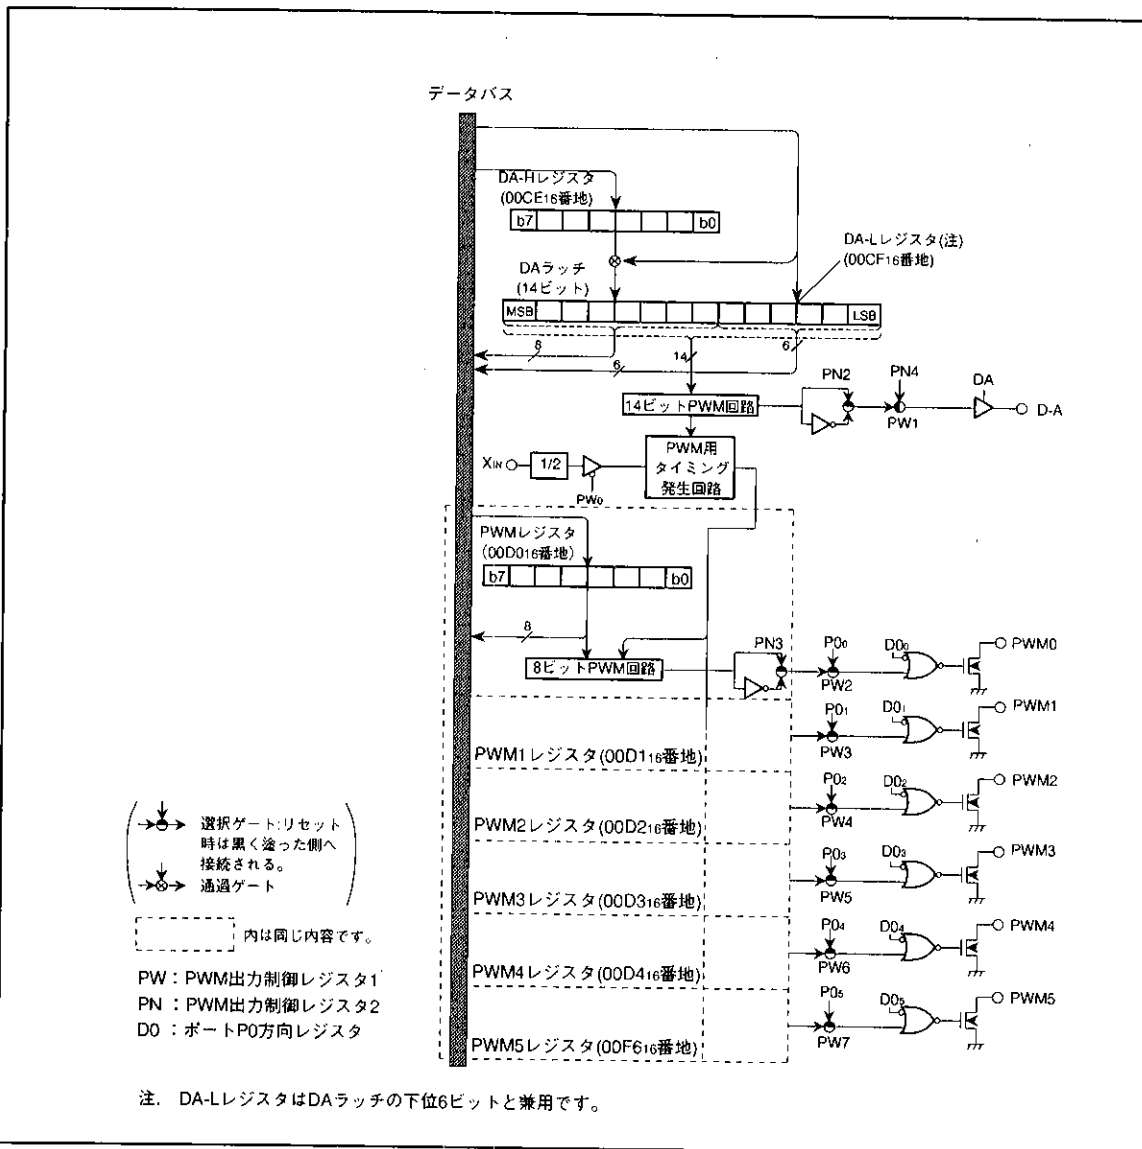 データバス
DA-Hレジスタ
(00CE16番地)
b7 b0
DA-Lレジスタ(注)
(00CF16番地)
DAラッチ
(14ビット)
MSB LSB
8 14 6
6
PN2 PN4 DA
14ビットPWM回路
PW1
D-A
PWM用
タイミング
発生回路
XIN 1/2
PW0
PWMレジスタ
(00D016番地)
b7 b0
8
8ビットPWM回路
PN3
P00 D00 PWM0
PW2
P01 D01 PWM1
PW3
PWM1レジスタ(00D116番地)
P02 D02 PWM2
PW4
PWM2レジスタ(00D216番地)
P03 D03 PWM3
PW5
PWM3レジスタ(00D316番地)
P04 D04 PWM4
PW6
PWM4レジスタ(00D416番地)
P05 D05 PWM5
PW7
PWM5レジスタ(00F616番地)
選択ゲート:リセット
時は黒く塗った側へ
接続される。
通過ゲート
内は同じ内容です。
PW:PWM出力制御レジスタ1
PN:PWM出力制御レジスタ2
D0:ポートP0方向レジスタ
注. DA-LレジスタはDAラッチの下位6ビットと兼用です。